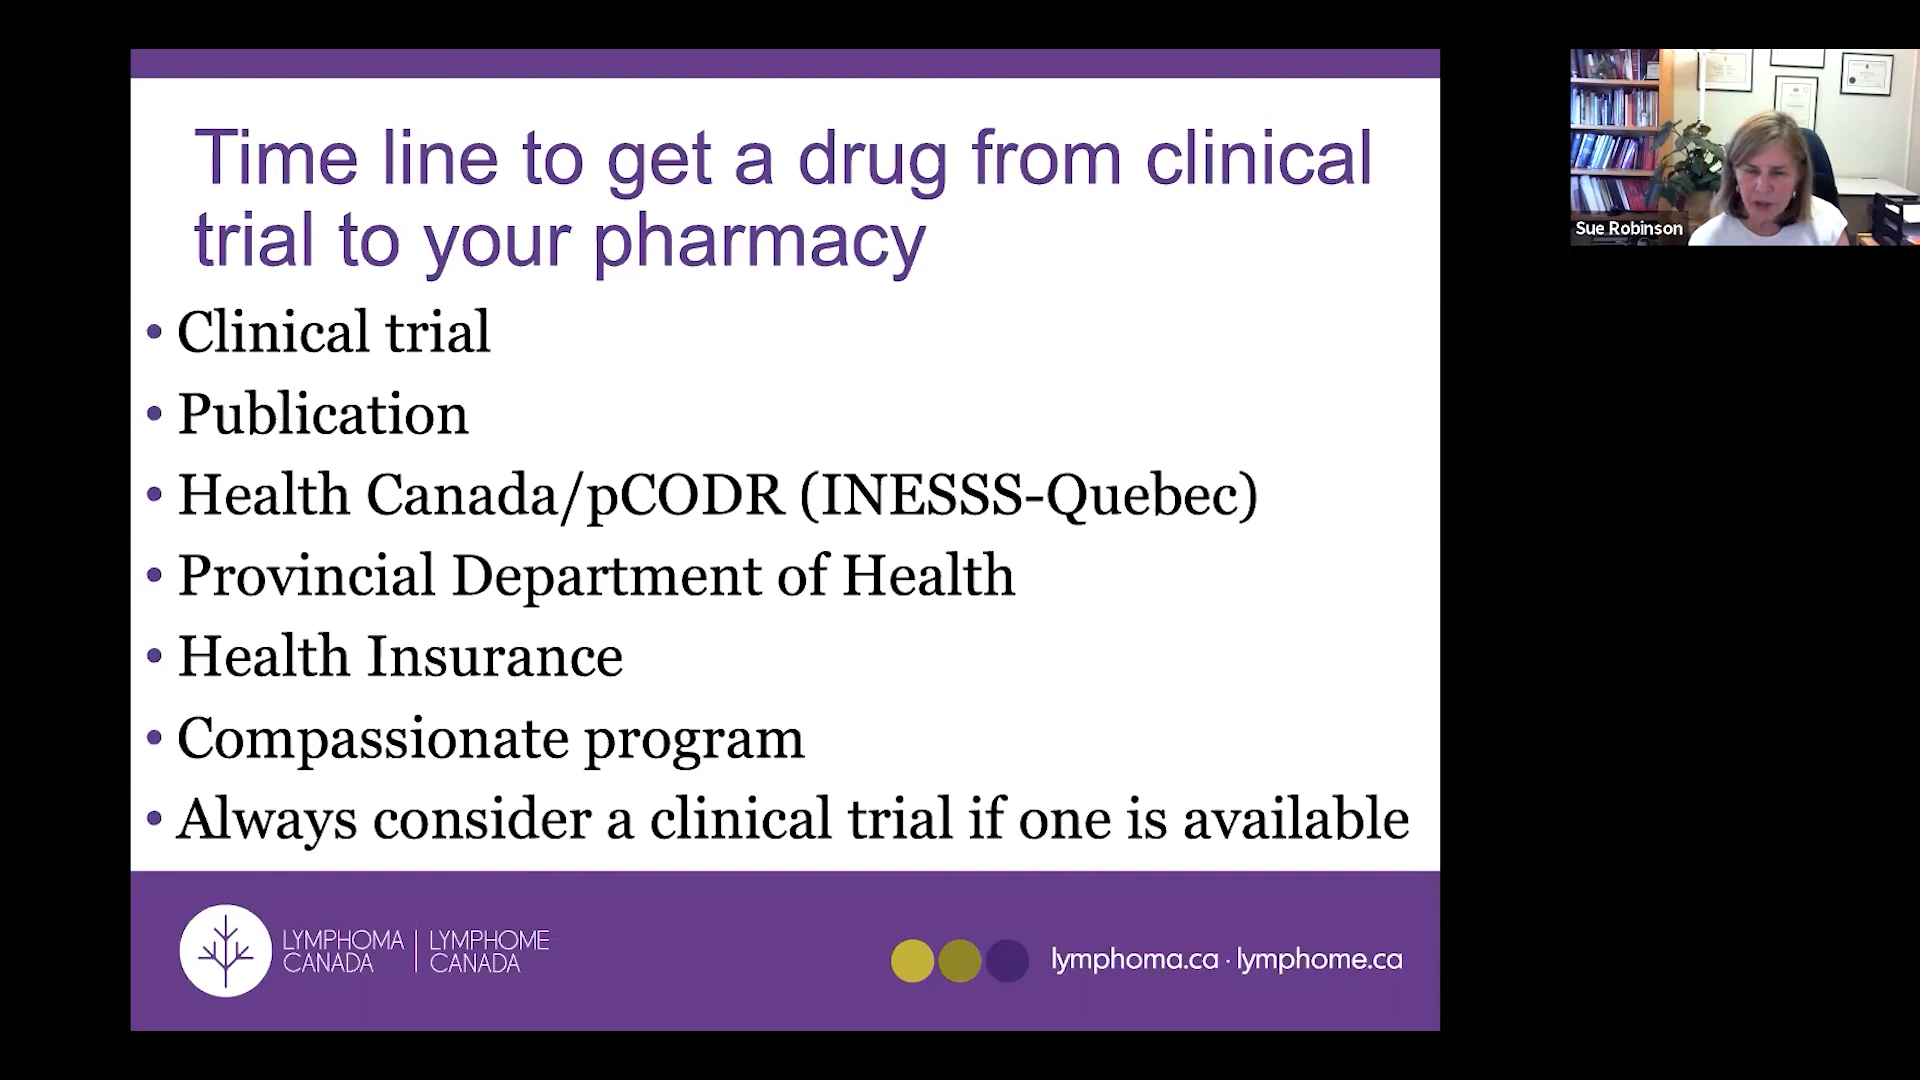 Time line to get a drug from clinical
trial to your pharmacy
• Clinical trial
• Publication
• Health Canada/pCODR (INESSS-Quebec)
• Provincial Department of Health
• Health Insurance
• Compassionate program
• Always consider a clinical trial if one is available
LYMPHOMA CANADA | LYMPHOME CANADA
lymphoma.ca · lymphome.ca
Sue Robinson